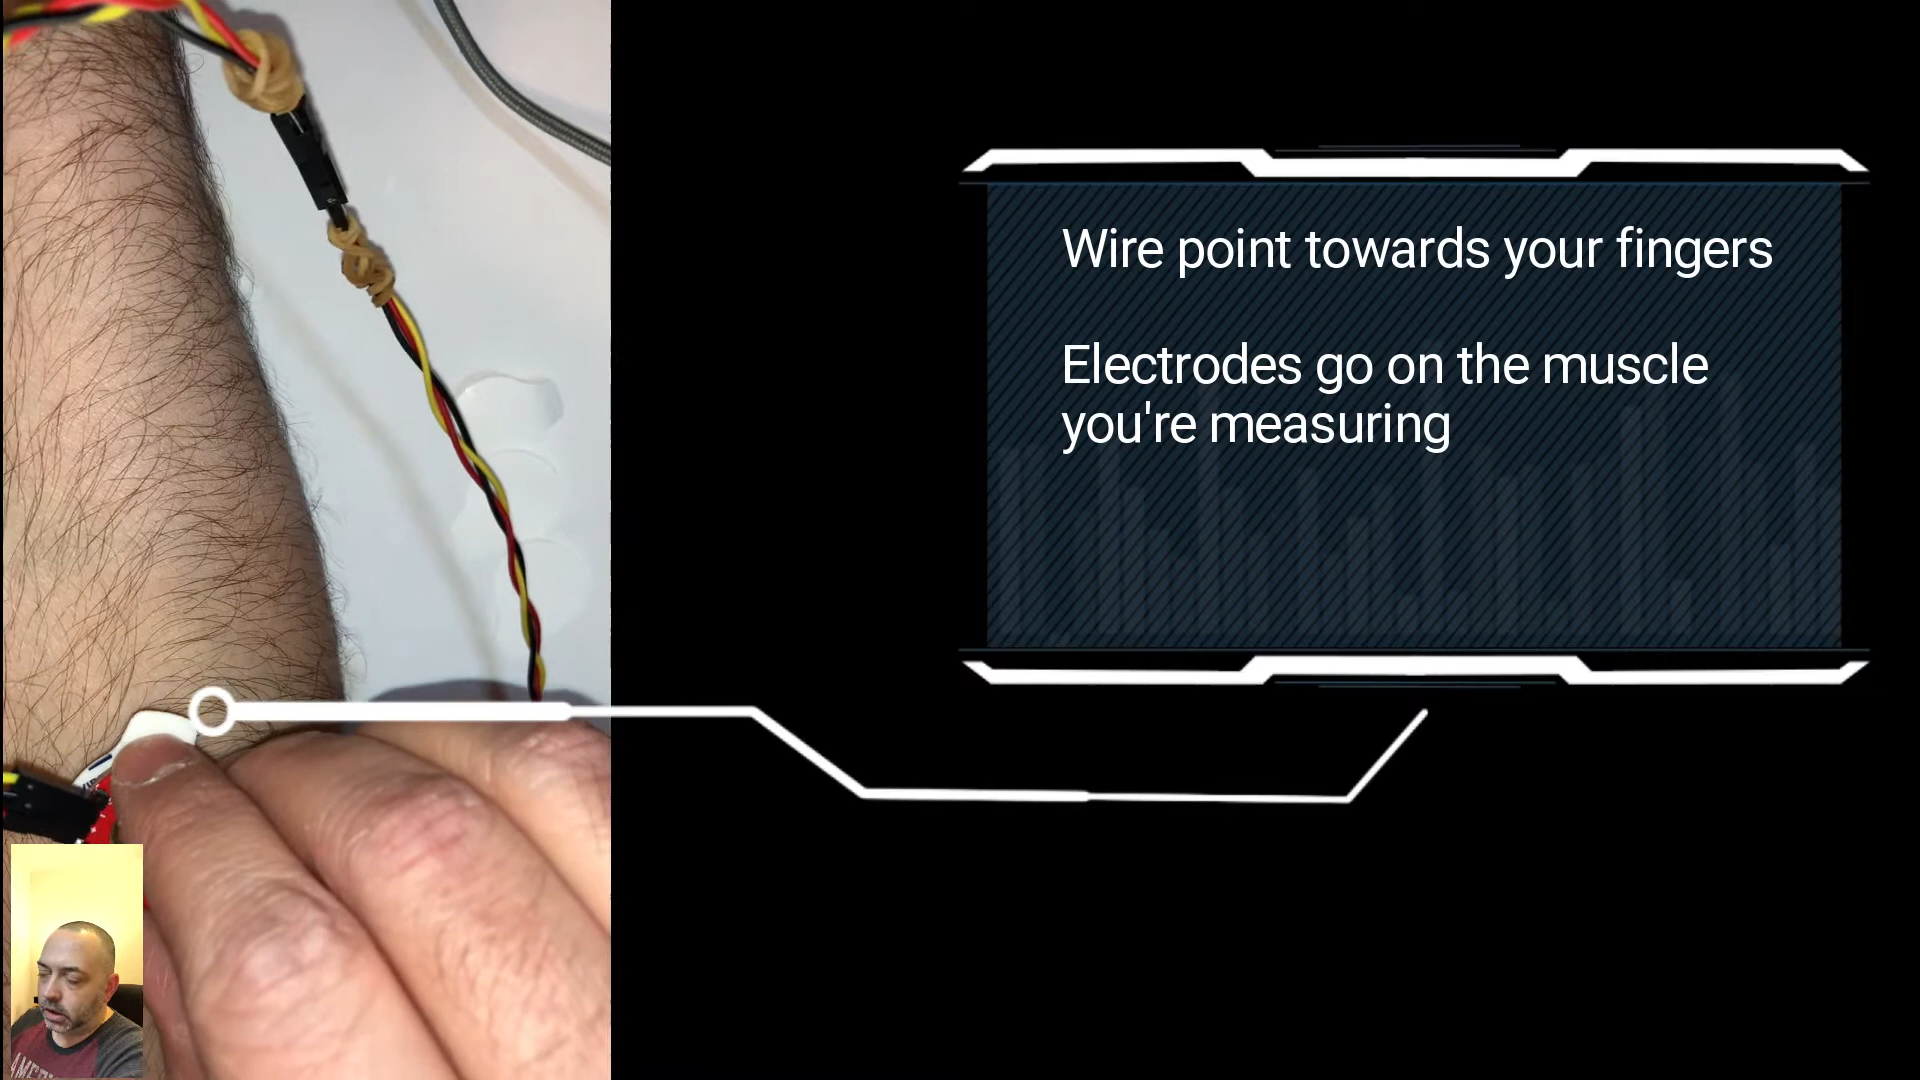 Wire point towards your fingers
Electrodes go on the muscle
you're measuring